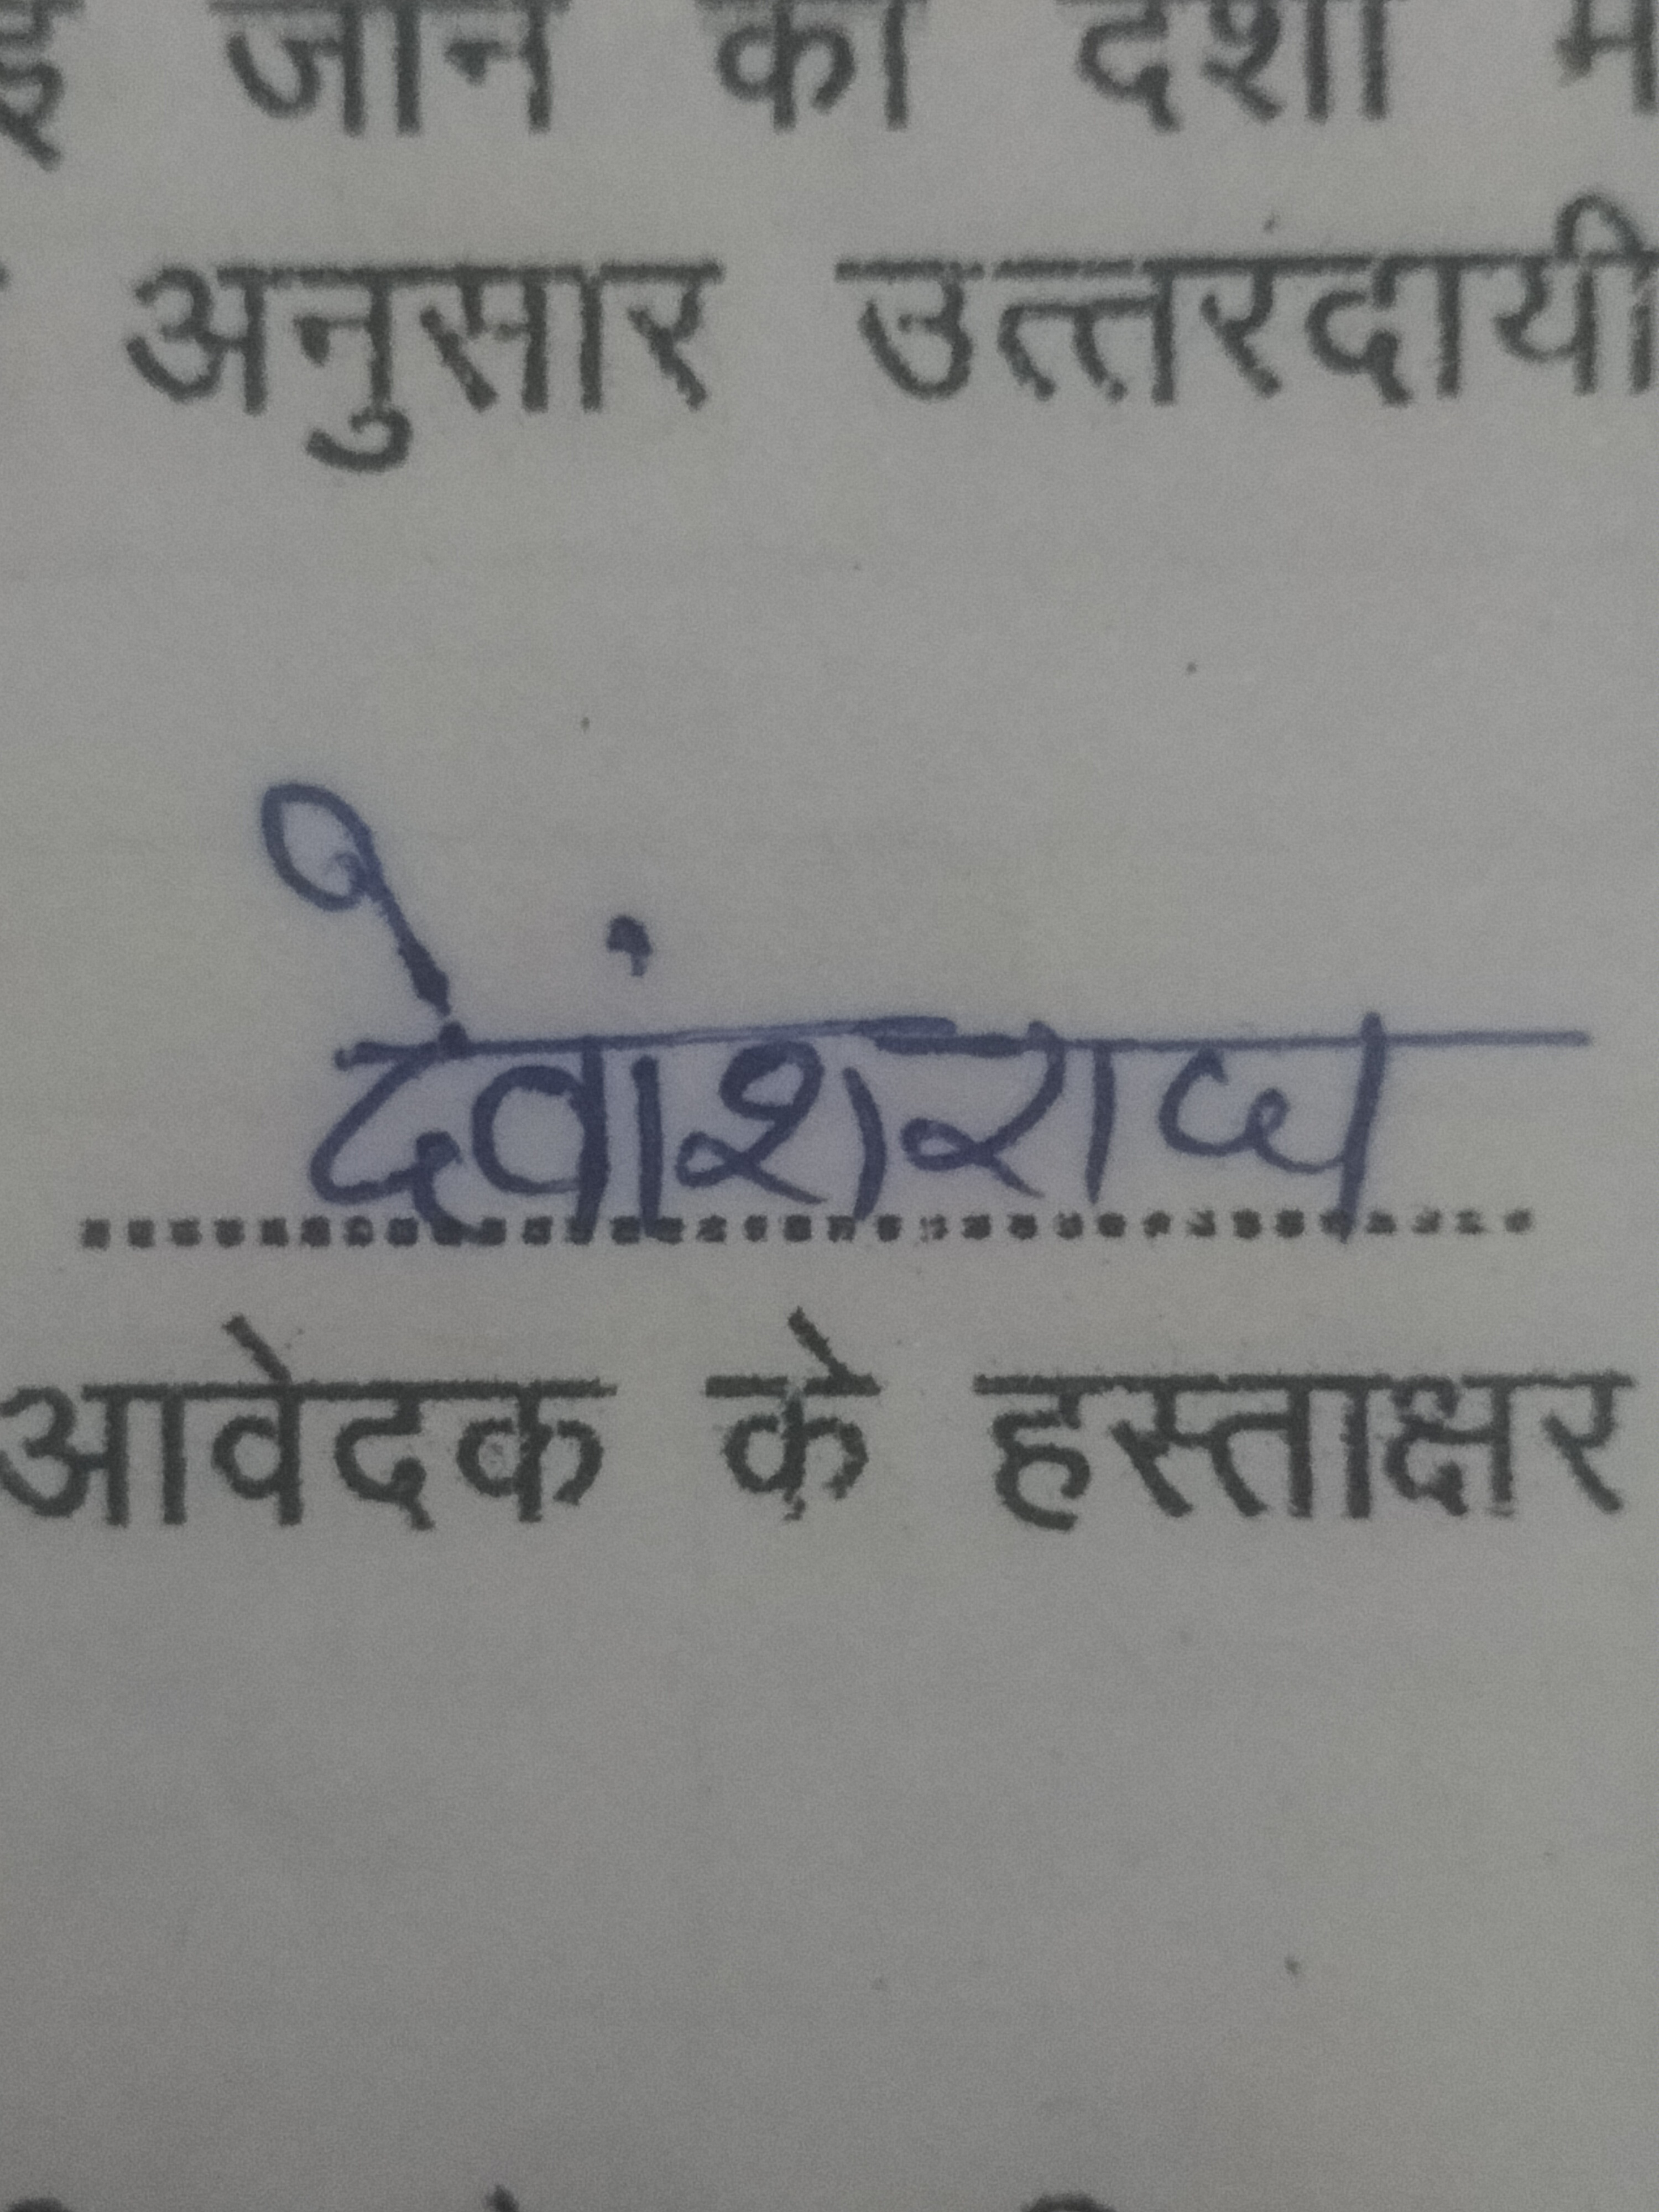 जाने की दशा में
अनुसार उत्तरदायी
देवांशराघ
आवेदक के हस्ताक्षर